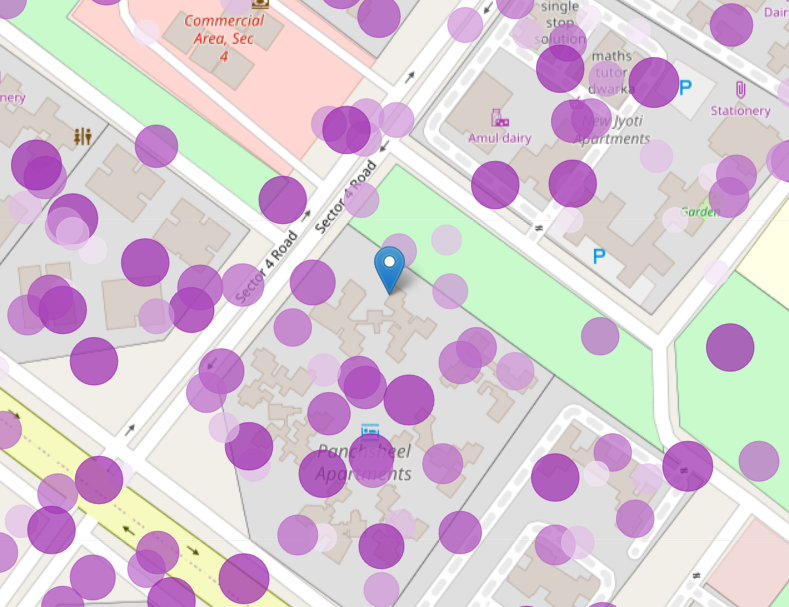 Commercial
Area, Sec
4
single
stop
solution
maths
tutor
dwarka
P
Stationery
Amul dairy
New Jyoti
Apartments
Garden
P
Sector 4 Road
Sector 4 Road
Panchsheel
Apartments